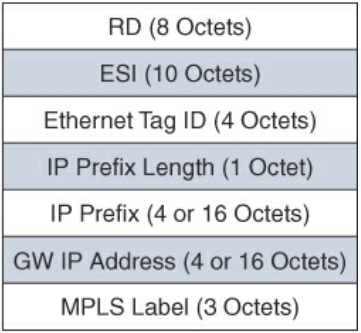 RD (8 Octets)
ESI (10 Octets)
Ethernet Tag ID (4 Octets)
IP Prefix Length (1 Octet)
IP Prefix (4 or 16 Octets)
GW IP Address (4 or 16 Octets)
MPLS Label (3 Octets)